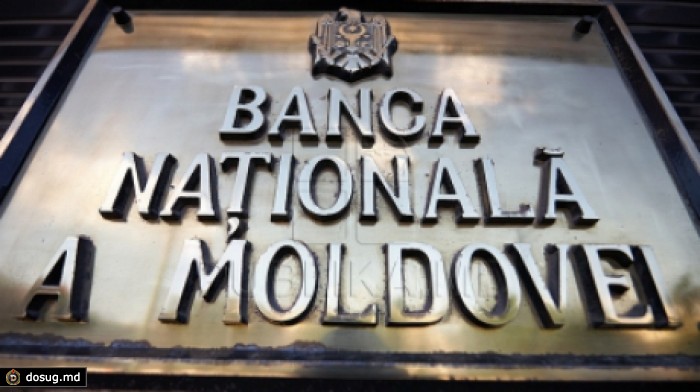 BANCA
NAȚIONALĂ
A MOLDOVEI
dosug.md